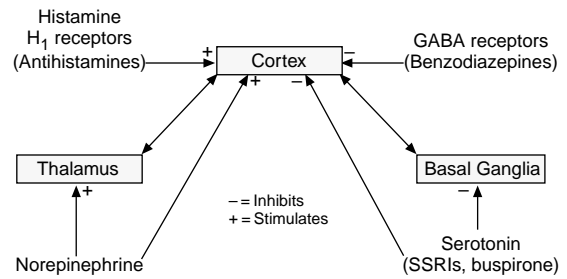 Histamine
H1 receptors
(Antihistamines)
+
Cortex
–
GABA receptors
(Benzodiazepines)
+
–
Thalamus
+
Basal Ganglia
–
– = Inhibits
+ = Stimulates
Norepinephrine
Serotonin
(SSRIs, buspirone)